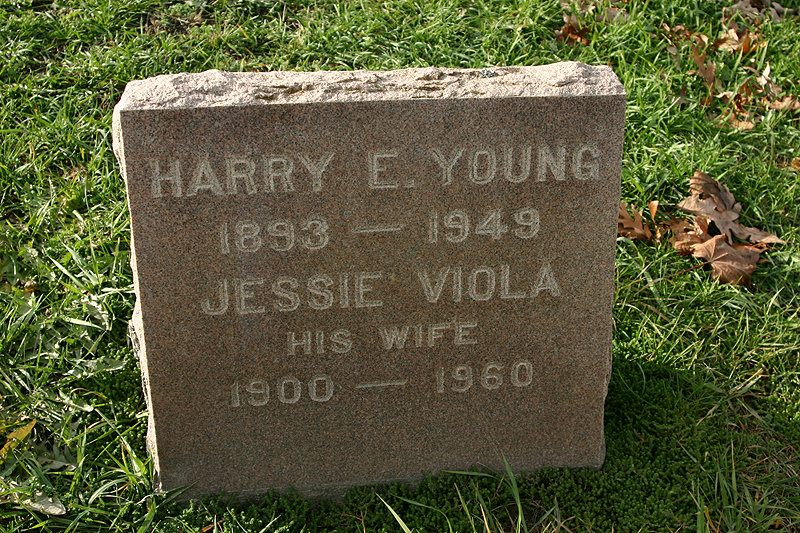 HARRY E. YOUNG
1893 — 1949
JESSIE VIOLA
HIS WIFE
1900 — 1960